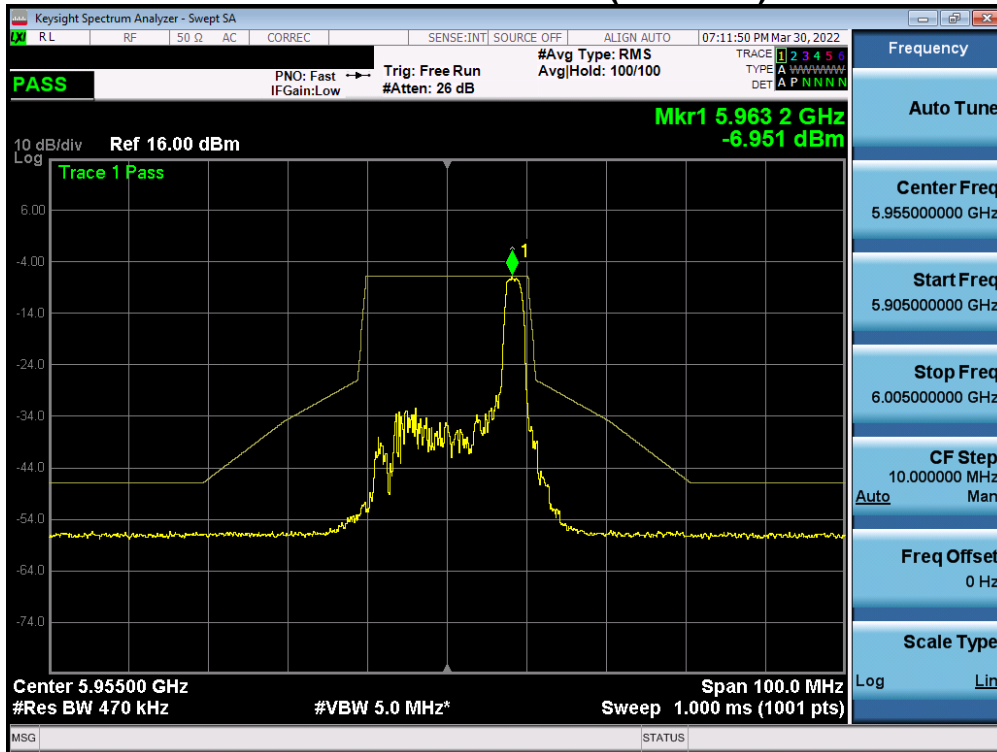 Keysight Spectrum Analyzer - Swept SA
LXI RL RF 50 Ω AC CORREC SENSE:INT SOURCE OFF ALIGN AUTO 07:11:50 PM Mar 30, 2022
PASS
PNO: Fast
IFGain:Low
Trig: Free Run
#Atten: 26 dB
#Avg Type: RMS
Avg|Hold: 100/100
TRACE 1 2 3 4 5 6
TYPE A WWWWW
DET A P N N N N
Mkr1 5.963 2 GHz
-6.951 dBm
10 dB/div Ref 16.00 dBm
Log
Trace 1 Pass
1
6.00
-4.00
-14.0
-24.0
-34.0
-44.0
-54.0
-64.0
-74.0
Center 5.95500 GHz Span 100.0 MHz
#Res BW 470 kHz #VBW 5.0 MHz* Sweep 1.000 ms (1001 pts)
MSG STATUS
Frequency
Auto Tune
Center Freq
5.955000000 GHz
Start Freq
5.905000000 GHz
Stop Freq
6.005000000 GHz
CF Step
10.000000 MHz
Auto Man
Freq Offset
0 Hz
Scale Type
Log Lin